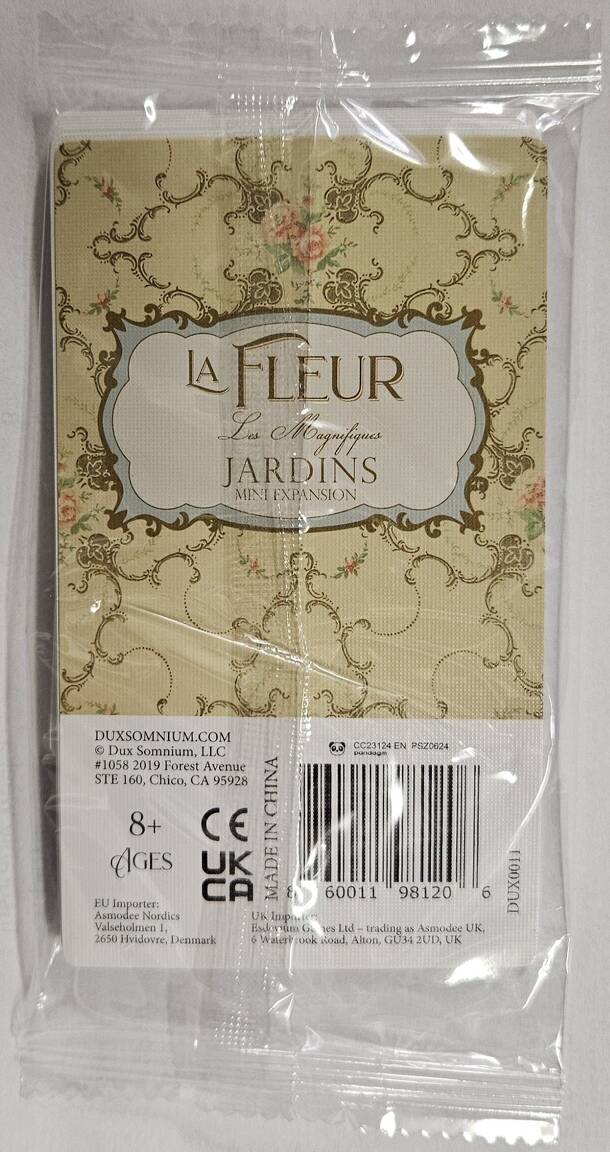 LA FLEUR
Les Magnifiques
JARDINS
MINI EXPANSION
DUXSOMNIUM.COM
© Dux Somnium, LLC
#1058 2019 Forest Avenue
STE 160, Chico, CA 95928
8+
AGES
CE
UK
CA
MADE IN CHINA
CC23124 EN PSZ0624
pandagm
8 60011 98120 6
DUX0011
EU Importer:
Asmodee Nordics
Valseholmen 1,
2650 Hvidovre, Denmark
UK Importer:
Esdevium Games Ltd – trading as Asmodee UK,
6 Waterbrook Road, Alton, GU34 2UD, UK